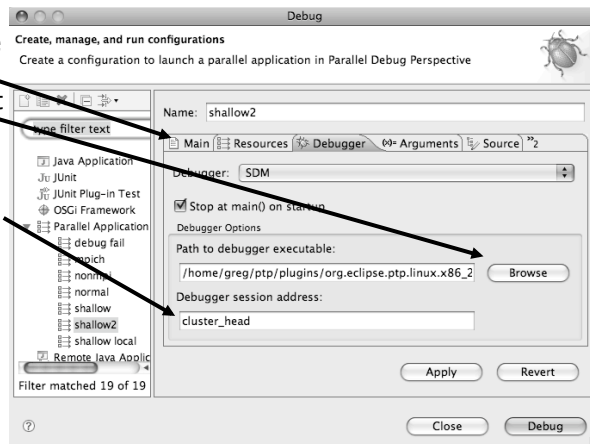 Debug
Create, manage, and run configurations
Create a configuration to launch a parallel application in Parallel Debug Perspective
type filter text
Java Application
Ju JUnit
JUnit Plug-in Test
OSGi Framework
Parallel Application
debug fail
mpich
nonmpi
normal
shallow
shallow2
shallow local
Remote Java Applic
Filter matched 19 of 19
Name: shallow2
Main Resources Debugger (x)= Arguments Source »2
Debugger: SDM
Stop at main() on startup
Debugger Options
Path to debugger executable:
/home/greg/ptp/plugins/org.eclipse.ptp.linux.x86_2 Browse
Debugger session address:
cluster_head
Apply Revert
? Close Debug